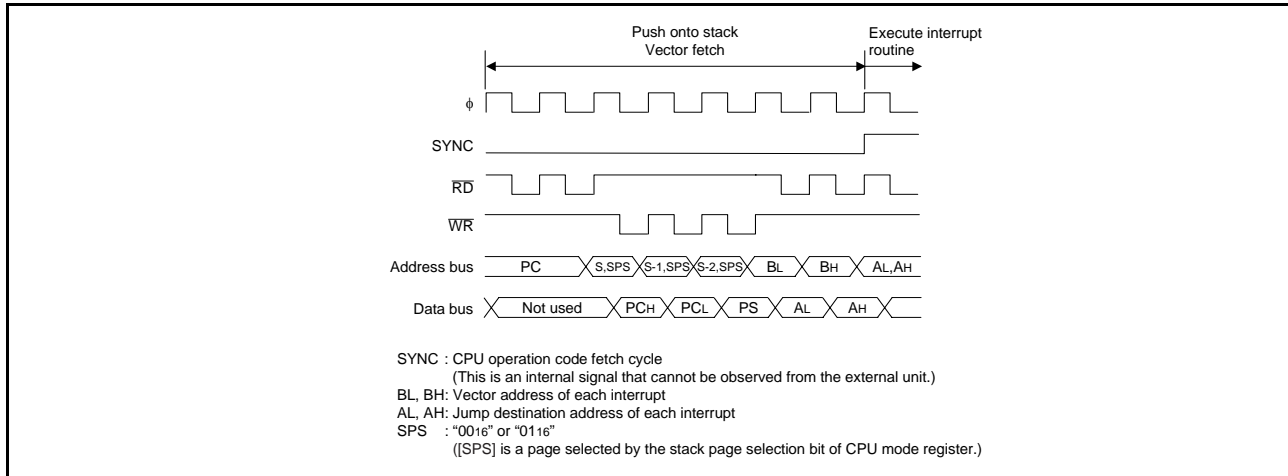 Push onto stack
Vector fetch
Execute interrupt
routine
ϕ
SYNC
RD
WR
Address bus PC S,SPS S-1,SPS S-2,SPS BL BH AL,AH
Data bus Not used PCH PCL PS AL AH
SYNC : CPU operation code fetch cycle
(This is an internal signal that cannot be observed from the external unit.)
BL, BH: Vector address of each interrupt
AL, AH: Jump destination address of each interrupt
SPS : “0016” or “0116”
([SPS] is a page selected by the stack page selection bit of CPU mode register.)